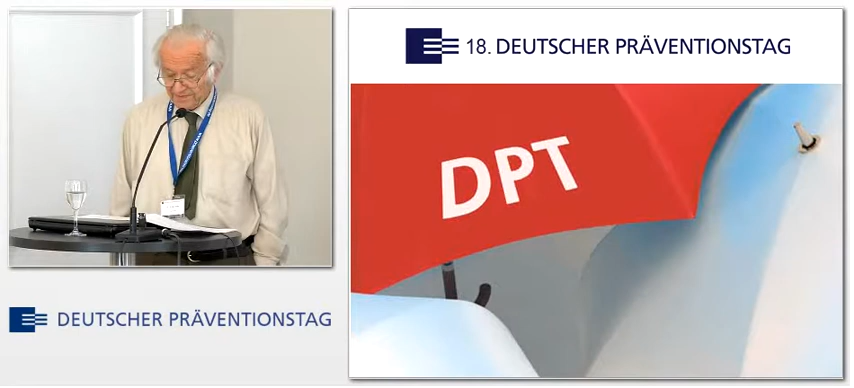 DEUTSCHER PRÄVENTIONSTAG
18. DEUTSCHER PRÄVENTIONSTAG
DPT